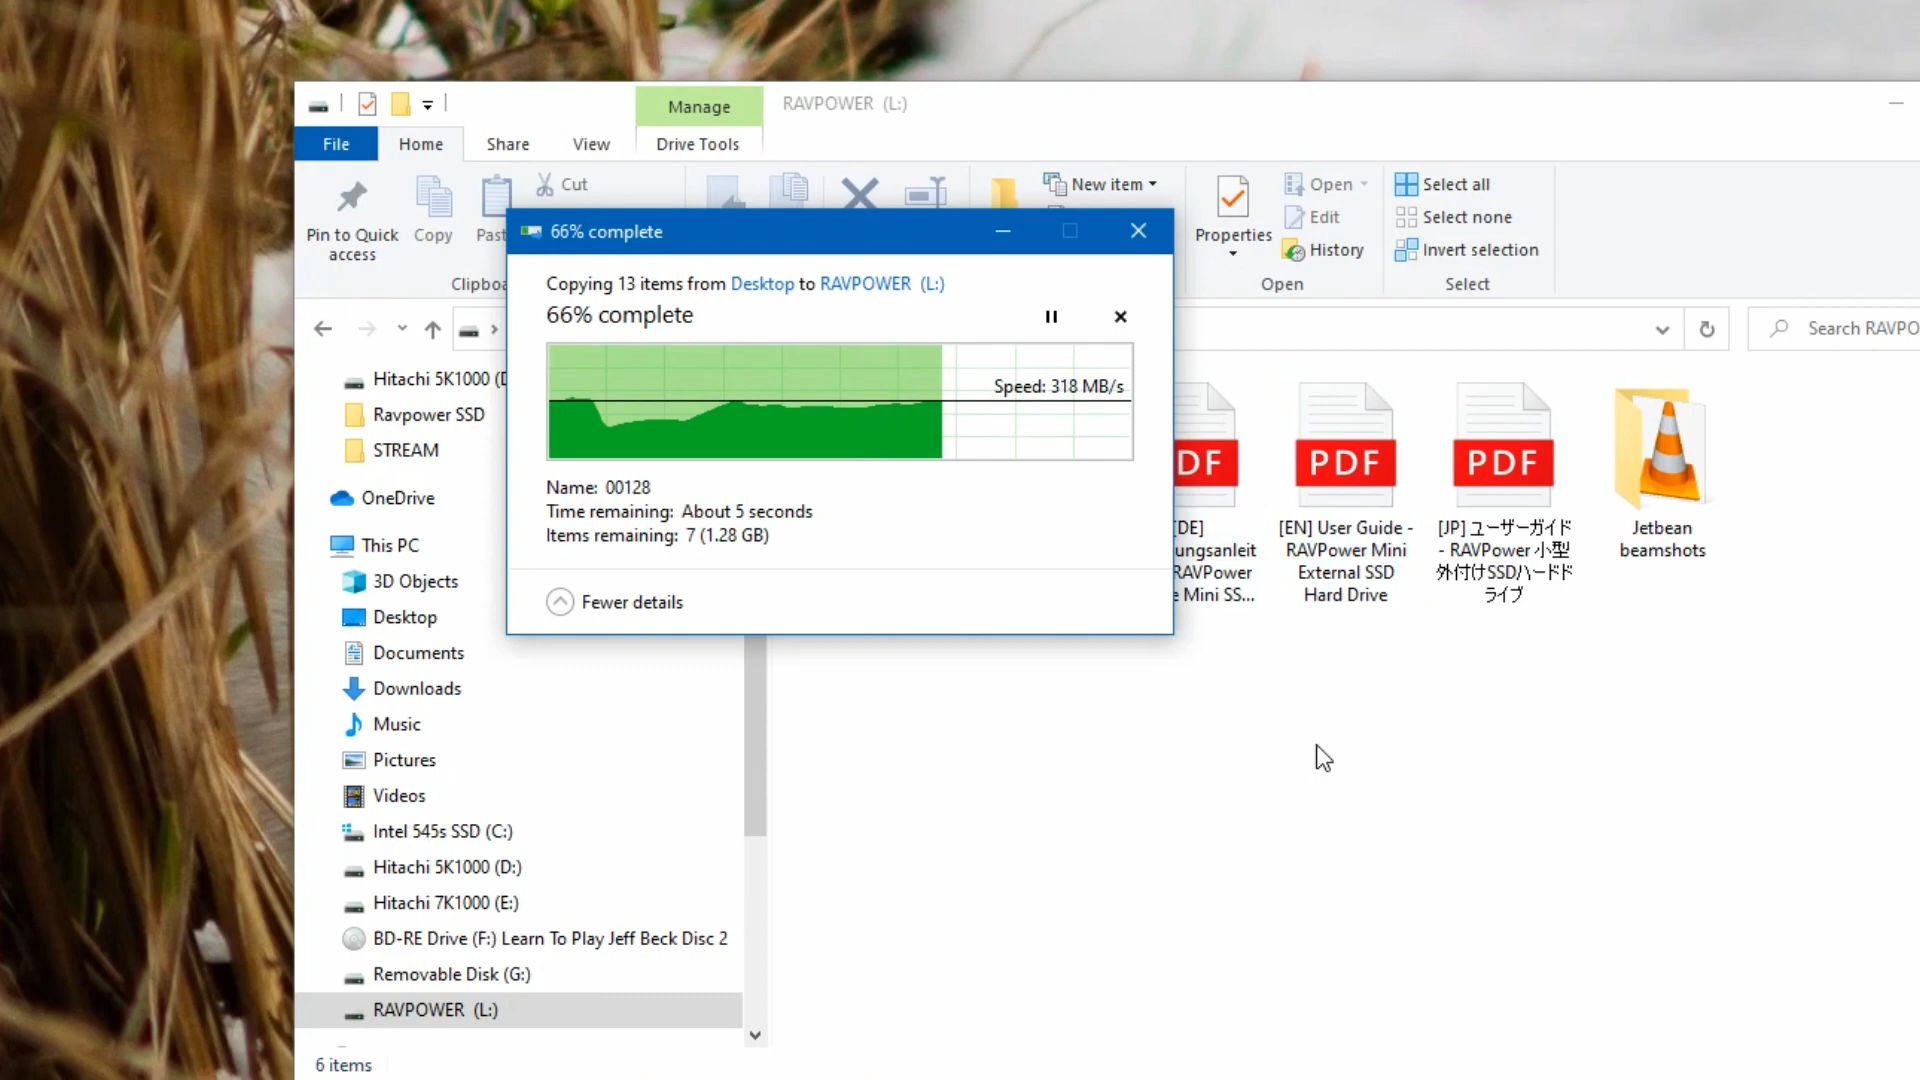 Manage
RAVPOWER (L:)
File
Home
Share
View
Drive Tools
Pin to Quick
access
Copy
Cut
New item
Properties
Open
Edit
History
Select all
Select none
Invert selection
Open
Select
66% complete
Copying 13 items from Desktop to RAVPOWER (L:)
66% complete
Speed: 318 MB/s
Name: 00128
Time remaining: About 5 seconds
Items remaining: 7 (1.28 GB)
Fewer details
Search RAVPO
Hitachi 5K1000
Ravpower SSD
STREAM
OneDrive
This PC
3D Objects
Desktop
Documents
Downloads
Music
Pictures
Videos
Intel 545s SSD (C:)
Hitachi 5K1000 (D:)
Hitachi 7K1000 (E:)
BD-RE Drive (F:) Learn To Play Jeff Beck Disc 2
Removable Disk (G:)
RAVPOWER (L:)
6 items
[DE]
ungsanleit
RAVPower
e Mini SS...
PDF
[EN] User Guide -
RAVPower Mini
External SSD
Hard Drive
PDF
[JP] ユーザーガイド
- RAVPower 小型
外付けSSDハードド
ライブ
Jetbean
beamshots